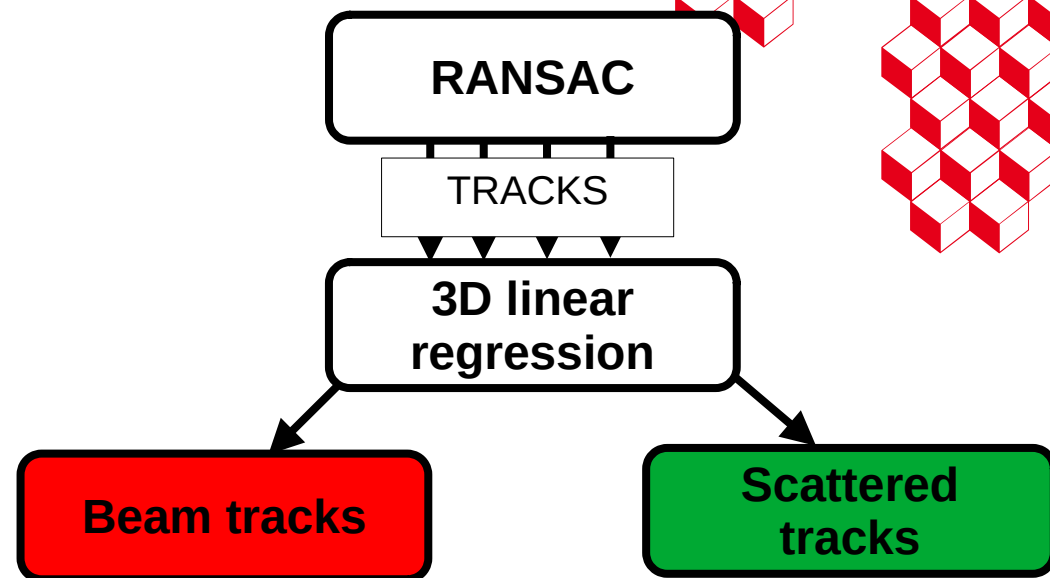 RANSAC
TRACKS
3D linear
regression
Beam tracks
Scattered
tracks